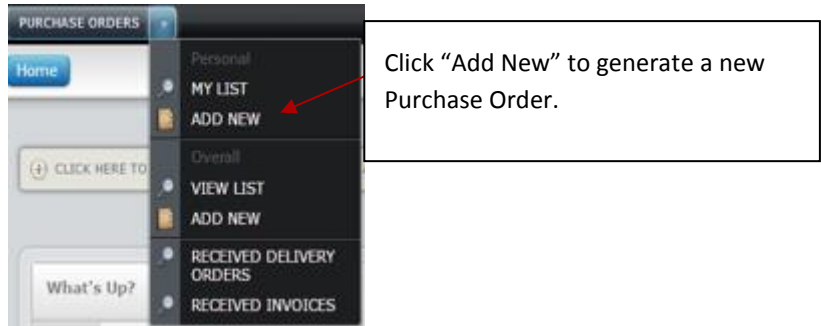 PURCHASE ORDERS
Home
Personal
MY LIST
ADD NEW
Overall
CLICK HERE TO
VIEW LIST
ADD NEW
RECEIVED DELIVERY
ORDERS
What's Up?
RECEIVED INVOICES
Click “Add New” to generate a new
Purchase Order.